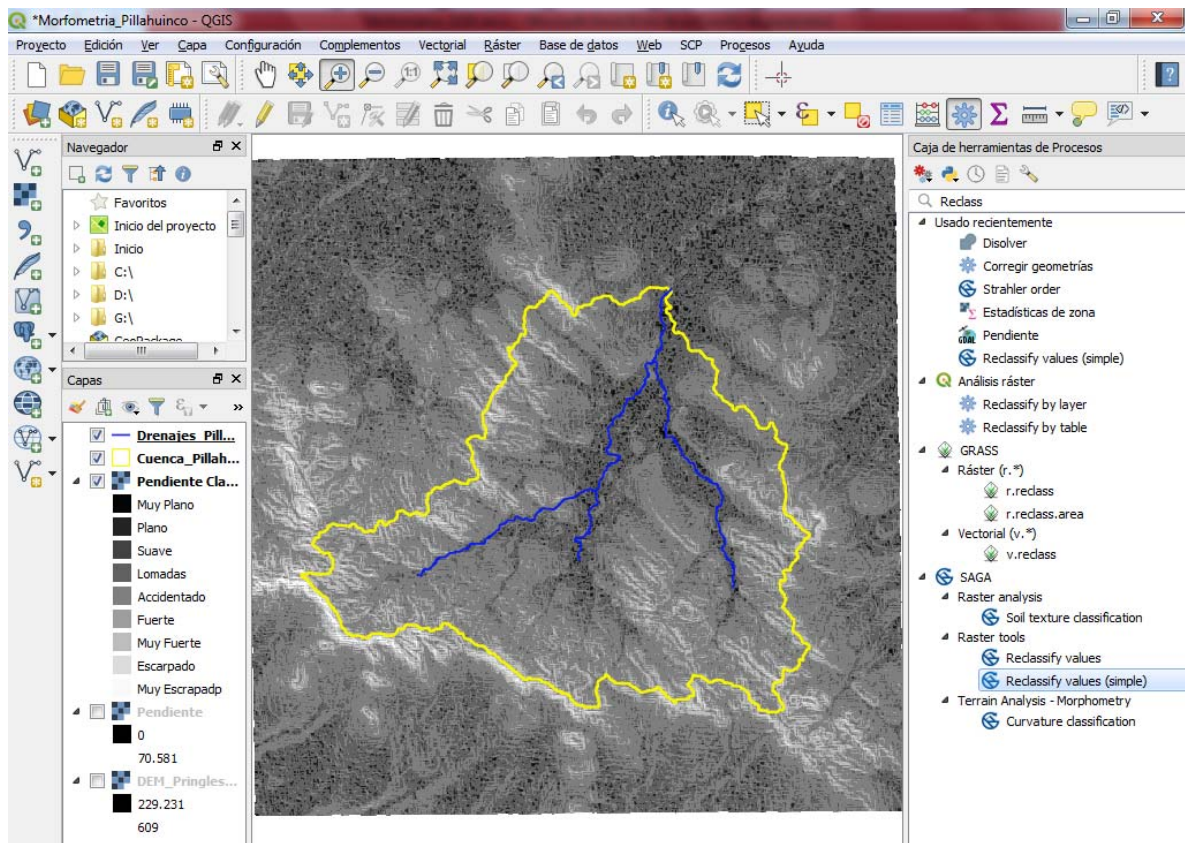 *Morfometria_Pillahuinco - QGIS
Proyecto Edición Ver Capa Configuración Complementos Vectorial Ráster Base de datos Web SCP Procesos Ayuda
1:1
Navegador
Favoritos
Inicio del proyecto
Inicio
C:\
D:\
G:\
GeoPackage
Capas
Drenajes_Pill...
Cuenca_Pillah...
Pendiente Cla...
Muy Plano
Plano
Suave
Lomadas
Accidentado
Fuerte
Muy Fuerte
Escarpado
Muy Escrapadp
Pendiente
0
70.581
DEM_Pringles...
229.231
609
Caja de herramientas de Procesos
Reclass
Usado recientemente
Disolver
Corregir geometrías
Strahler order
Estadísticas de zona
Pendiente
Reclassify values (simple)
Análisis ráster
Reclassify by layer
Reclassify by table
GRASS
Ráster (r.*)
r.reclass
r.reclass.area
Vectorial (v.*)
v.reclass
SAGA
Raster analysis
Soil texture classification
Raster tools
Reclassify values
Reclassify values (simple)
Terrain Analysis - Morphometry
Curvature classification